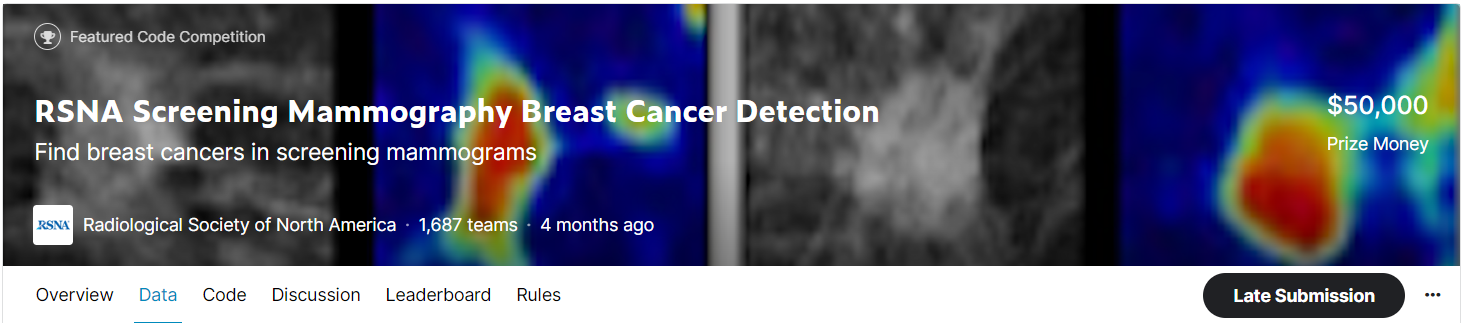 Featured Code Competition
RSNA Screening Mammography Breast Cancer Detection
Find breast cancers in screening mammograms
$50,000
Prize Money
RSNA Radiological Society of North America · 1,687 teams · 4 months ago
Overview Data Code Discussion Leaderboard Rules Late Submission ...